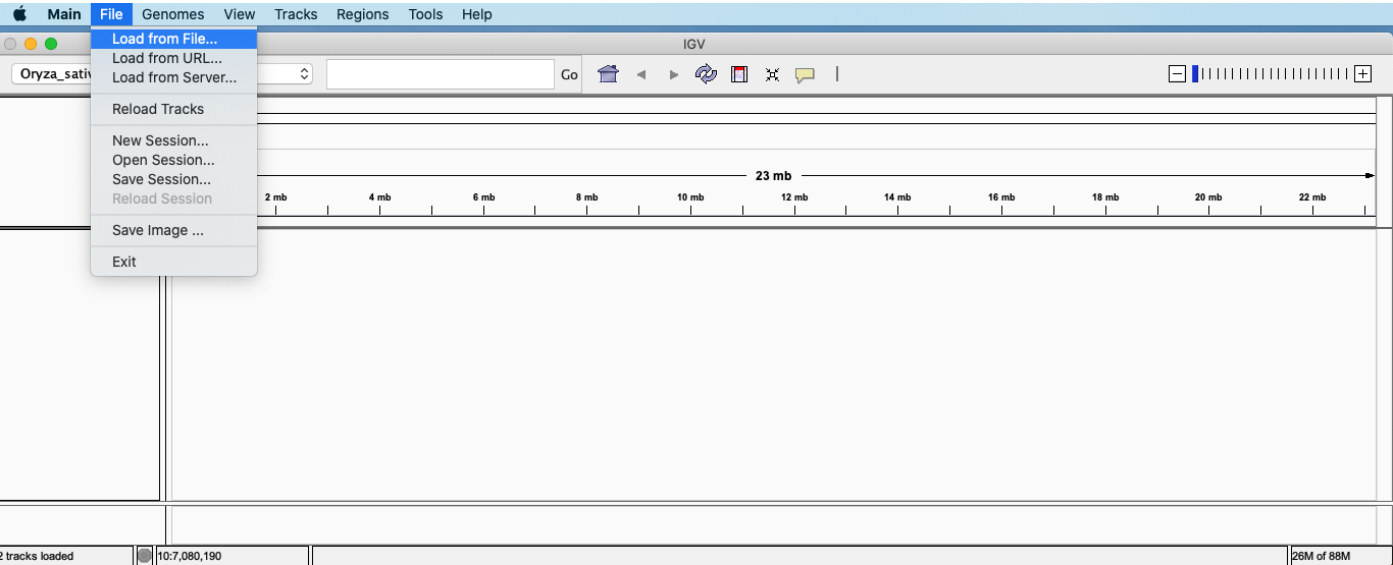 Main File Genomes View Tracks Regions Tools Help
IGV
Load from File...
Load from URL...
Load from Server...
Reload Tracks
New Session...
Open Session...
Save Session...
Reload Session
Save Image ...
Exit
Oryza_sativ
Go
23 mb
2 mb 4 mb 6 mb 8 mb 10 mb 12 mb 14 mb 16 mb 18 mb 20 mb 22 mb
2 tracks loaded
10:7,080,190
26M of 88M